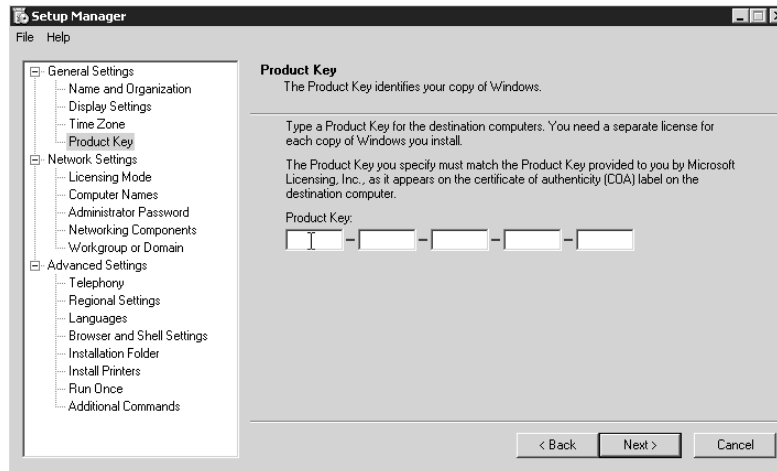 Setup Manager
File Help
General Settings
Name and Organization
Display Settings
Time Zone
Product Key
Network Settings
Licensing Mode
Computer Names
Administrator Password
Networking Components
Workgroup or Domain
Advanced Settings
Telephony
Regional Settings
Languages
Browser and Shell Settings
Installation Folder
Install Printers
Run Once
Additional Commands
Product Key
The Product Key identifies your copy of Windows.
Type a Product Key for the destination computers. You need a separate license for
each copy of Windows you install.
The Product Key you specify must match the Product Key provided to you by Microsoft
Licensing, Inc., as it appears on the certificate of authenticity (COA) label on the
destination computer.
Product Key:
– – – –
< Back Next > Cancel